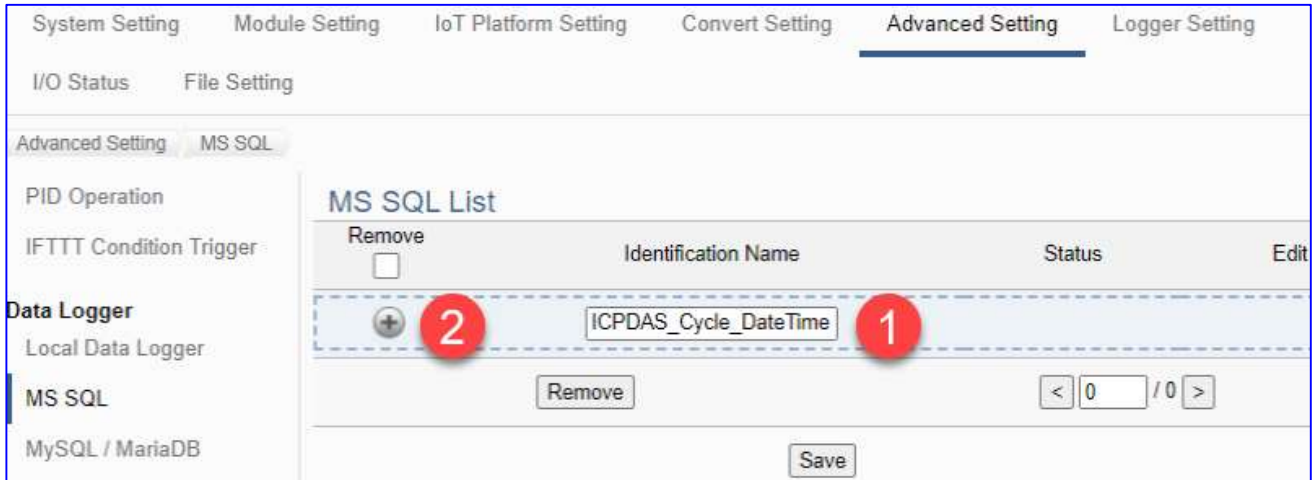 System Setting Module Setting IoT Platform Setting Convert Setting Advanced Setting Logger Setting
I/O Status File Setting
Advanced Setting MS SQL
PID Operation
IFTTT Condition Trigger
Data Logger
Local Data Logger
MS SQL
MySQL / MariaDB
MS SQL List
Remove Identification Name Status Edit
+ 2 ICPDAS_Cycle_DateTime 1
Remove < 0 / 0 >
Save